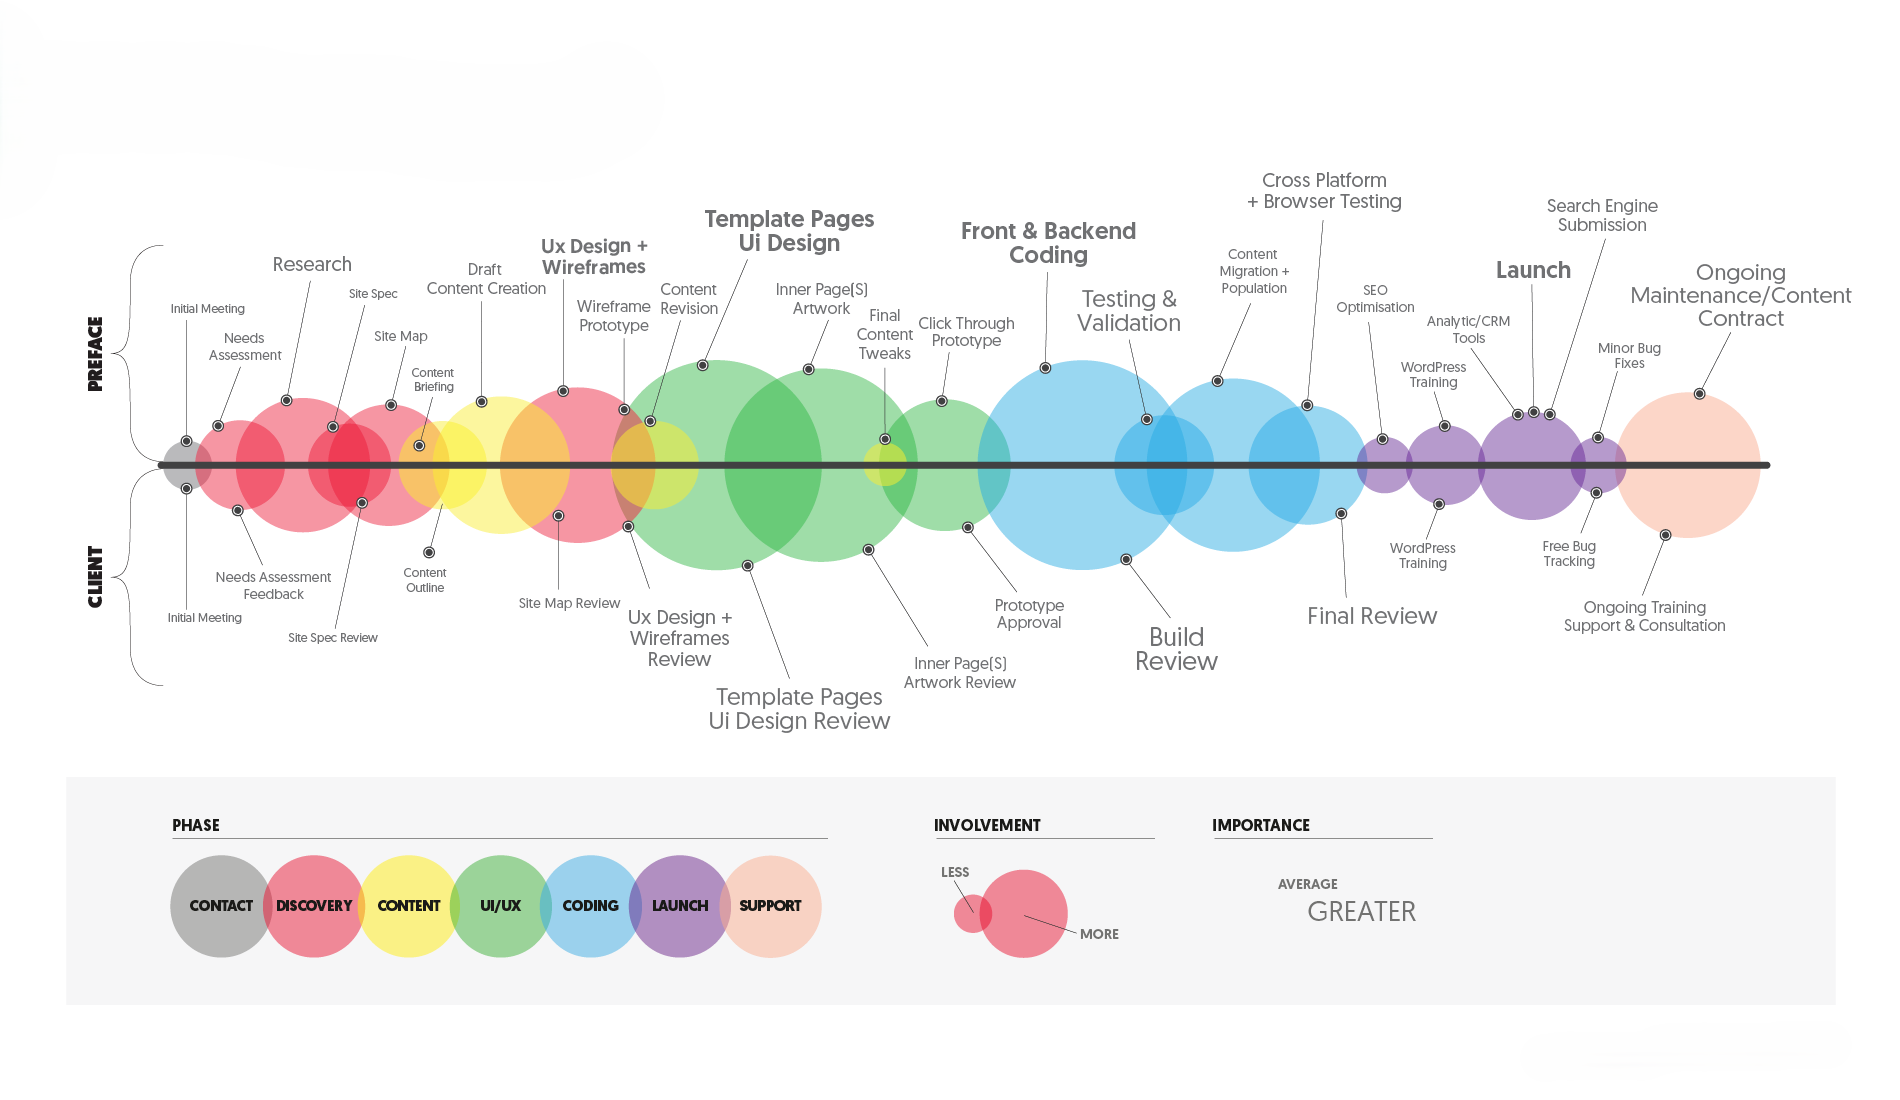 PREFACE
CLIENT
Initial Meeting
Needs
Assessment
Research
Site Spec
Site Map
Content
Briefing
Draft
Content Creation
Ux Design +
Wireframes
Wireframe
Prototype
Content
Revision
Template Pages
Ui Design
Inner Page(S)
Artwork
Final
Content
Tweaks
Click Through
Prototype
Front & Backend
Coding
Testing &
Validation
Content
Migration +
Population
Cross Platform
+ Browser Testing
SEO
Optimisation
WordPress
Training
Analytic/CRM
Tools
Launch
Search Engine
Submission
Minor Bug
Fixes
Ongoing
Maintenance/Content
Contract
Initial Meeting
Needs Assessment
Feedback
Site Spec Review
Content
Outline
Site Map Review
Ux Design +
Wireframes
Review
Template Pages
Ui Design Review
Inner Page(S)
Artwork Review
Prototype
Approval
Build
Review
Final Review
WordPress
Training
Free Bug
Tracking
Ongoing Training
Support & Consultation
PHASE
CONTACT
DISCOVERY
CONTENT
UI/UX
CODING
LAUNCH
SUPPORT
INVOLVEMENT
LESS
MORE
IMPORTANCE
AVERAGE
GREATER